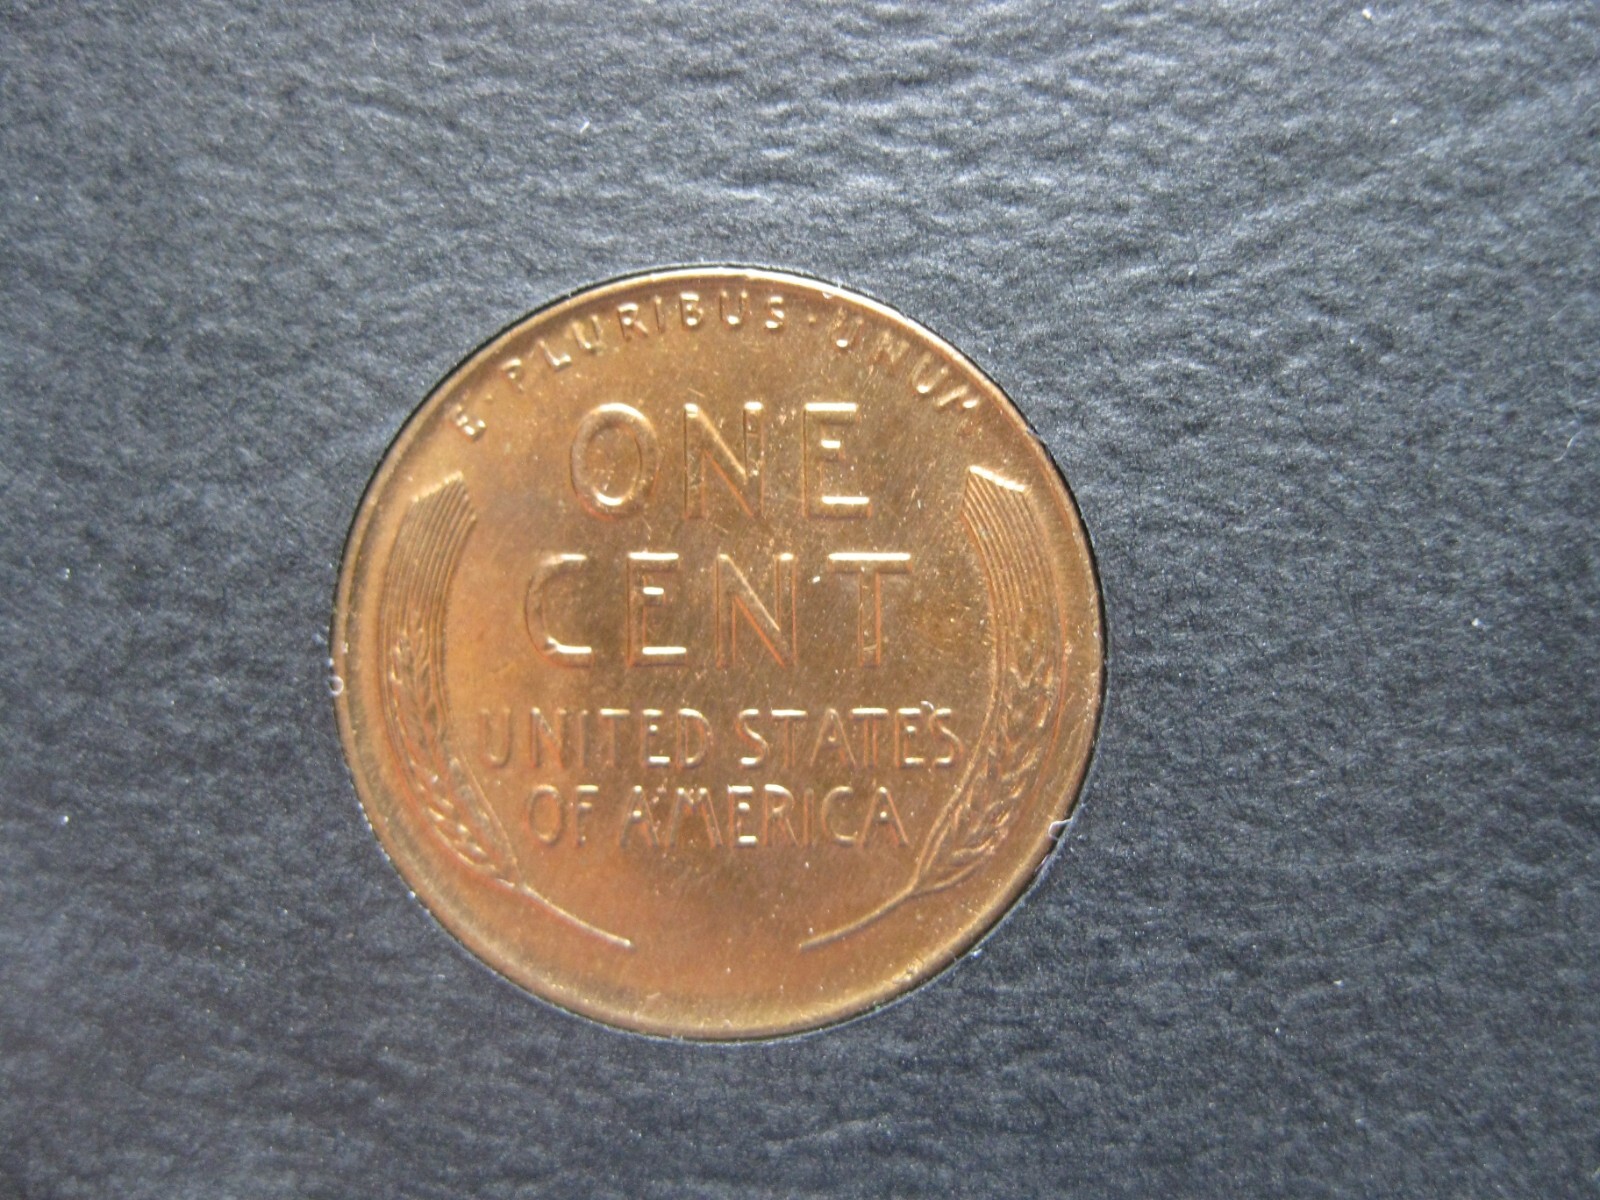 E · PLURIBUS · UNUM
ONE
CENT
UNITED STATES
OF AMERICA